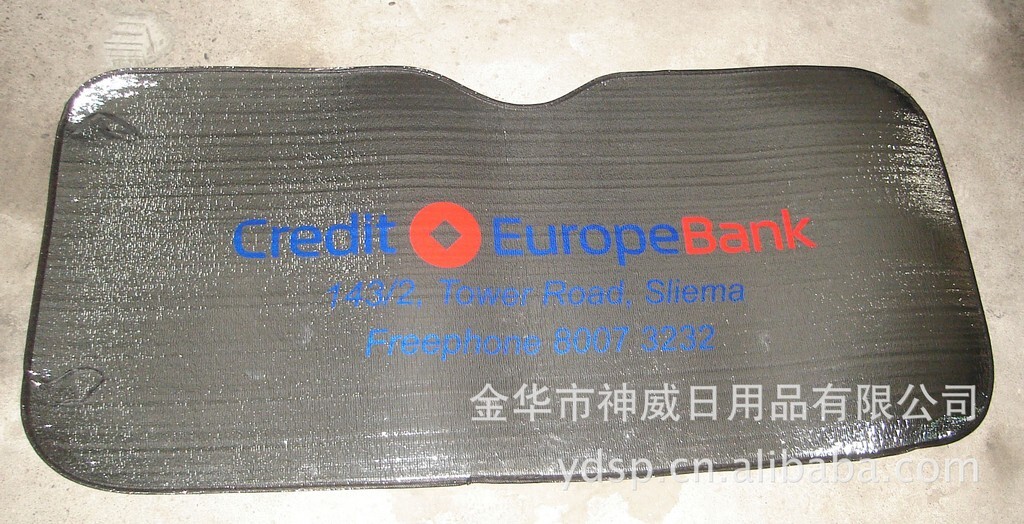 Credit EuropeBank
143/2, Tower Road, Sliema
Freephone 8007 3232
金华市神威日用品有限公司
ydsp.cn.alibaba.com